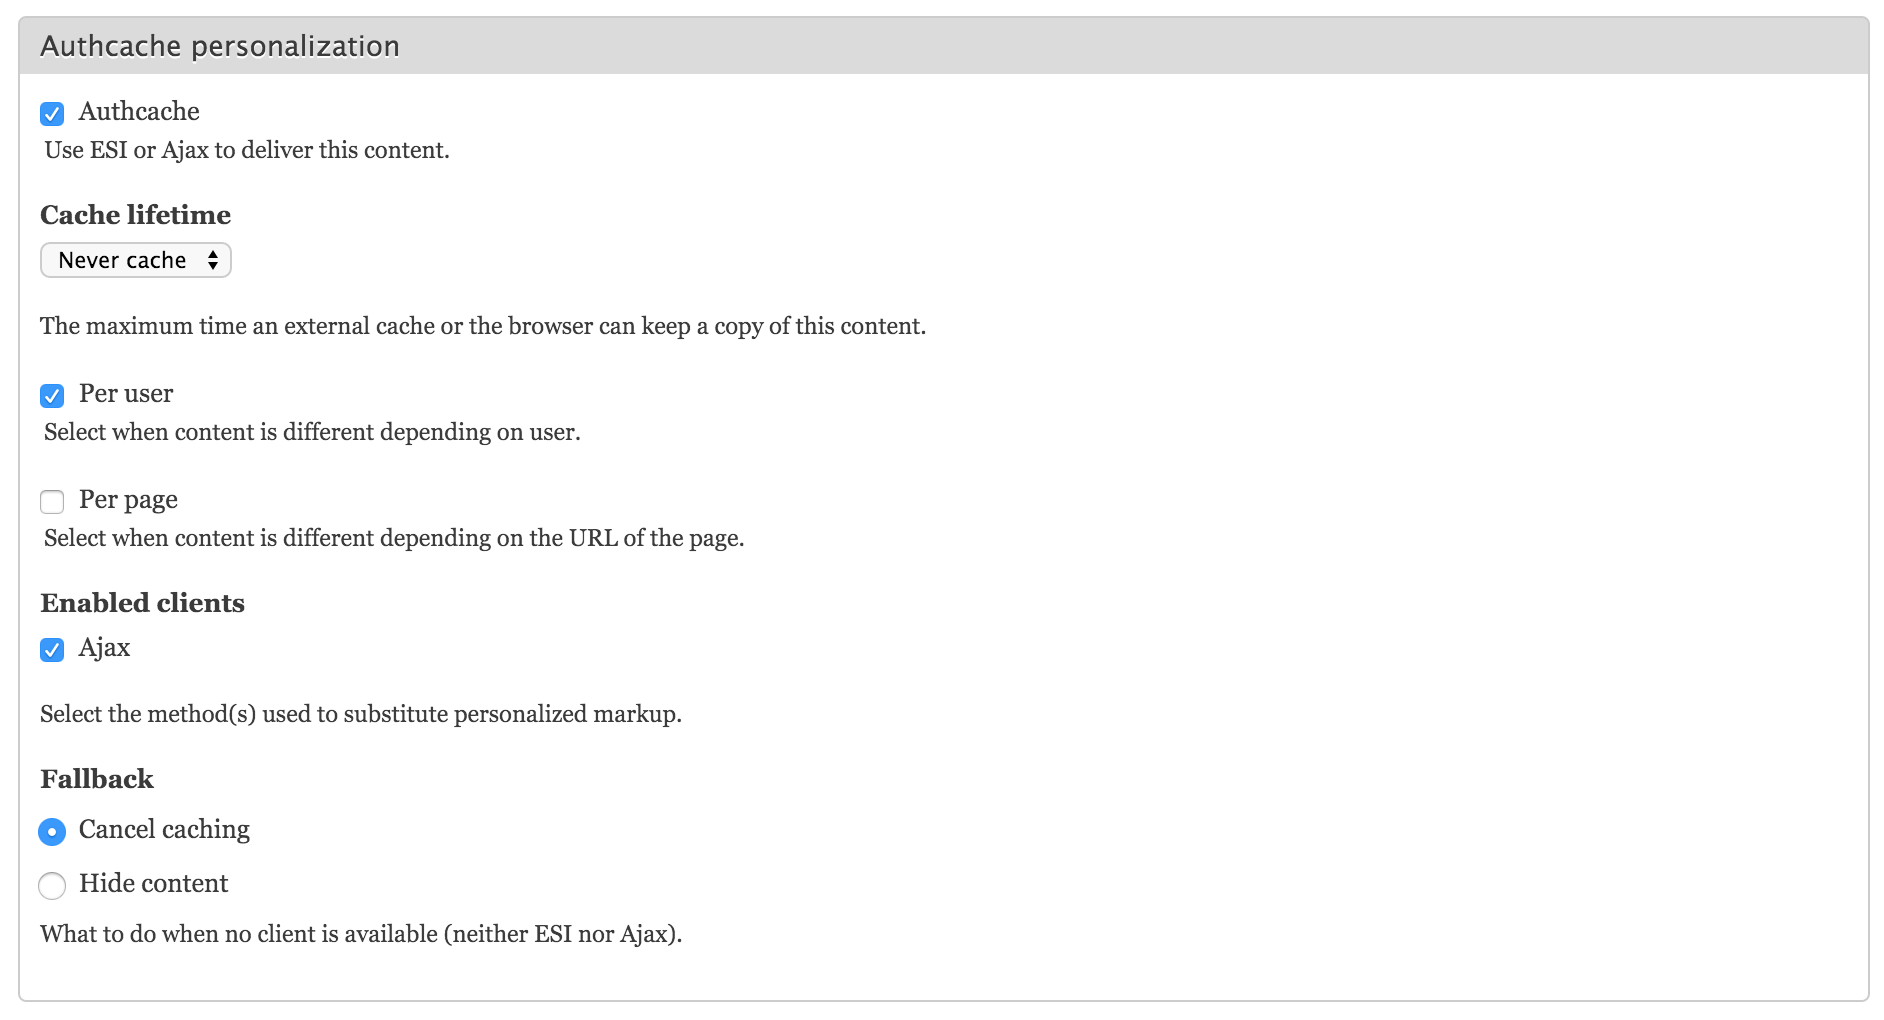 Authcache personalization
Authcache
Use ESI or Ajax to deliver this content.
Cache lifetime
Never cache
The maximum time an external cache or the browser can keep a copy of this content.
Per user
Select when content is different depending on user.
Per page
Select when content is different depending on the URL of the page.
Enabled clients
Ajax
Select the method(s) used to substitute personalized markup.
Fallback
Cancel caching
Hide content
What to do when no client is available (neither ESI nor Ajax).